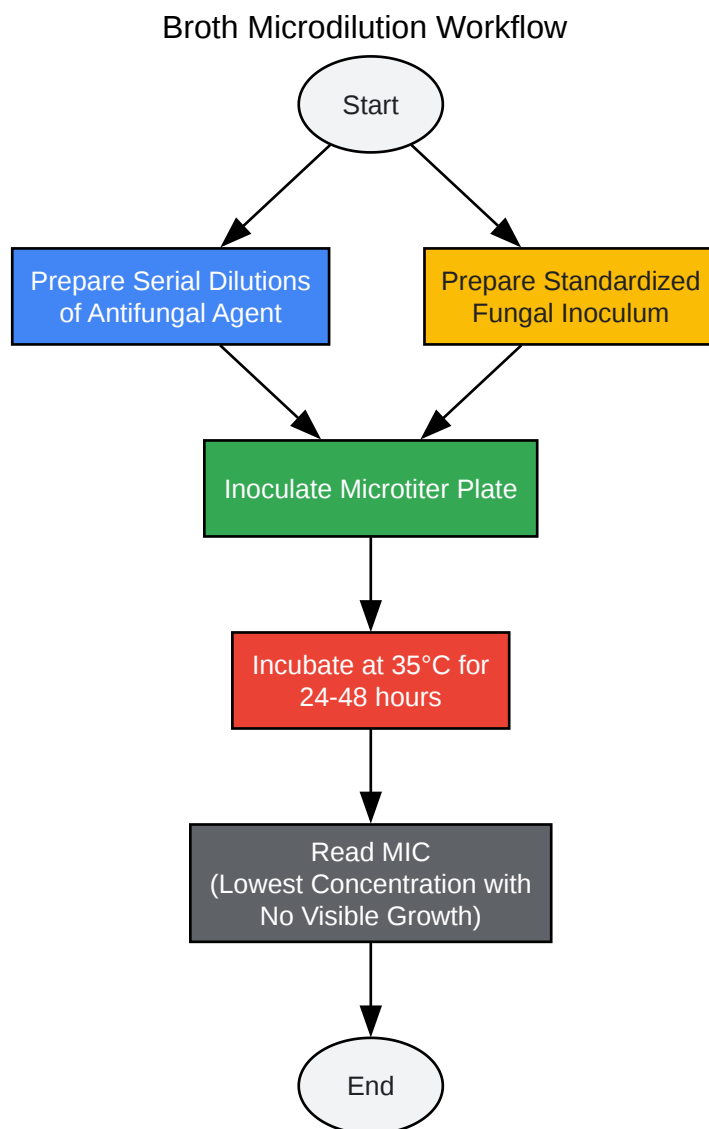 Broth Microdilution Workflow
Start
Prepare Serial Dilutions
of Antifungal Agent
Prepare Standardized
Fungal Inoculum
Inoculate Microtiter Plate
Incubate at 35°C for
24-48 hours
Read MIC
(Lowest Concentration with
No Visible Growth)
End